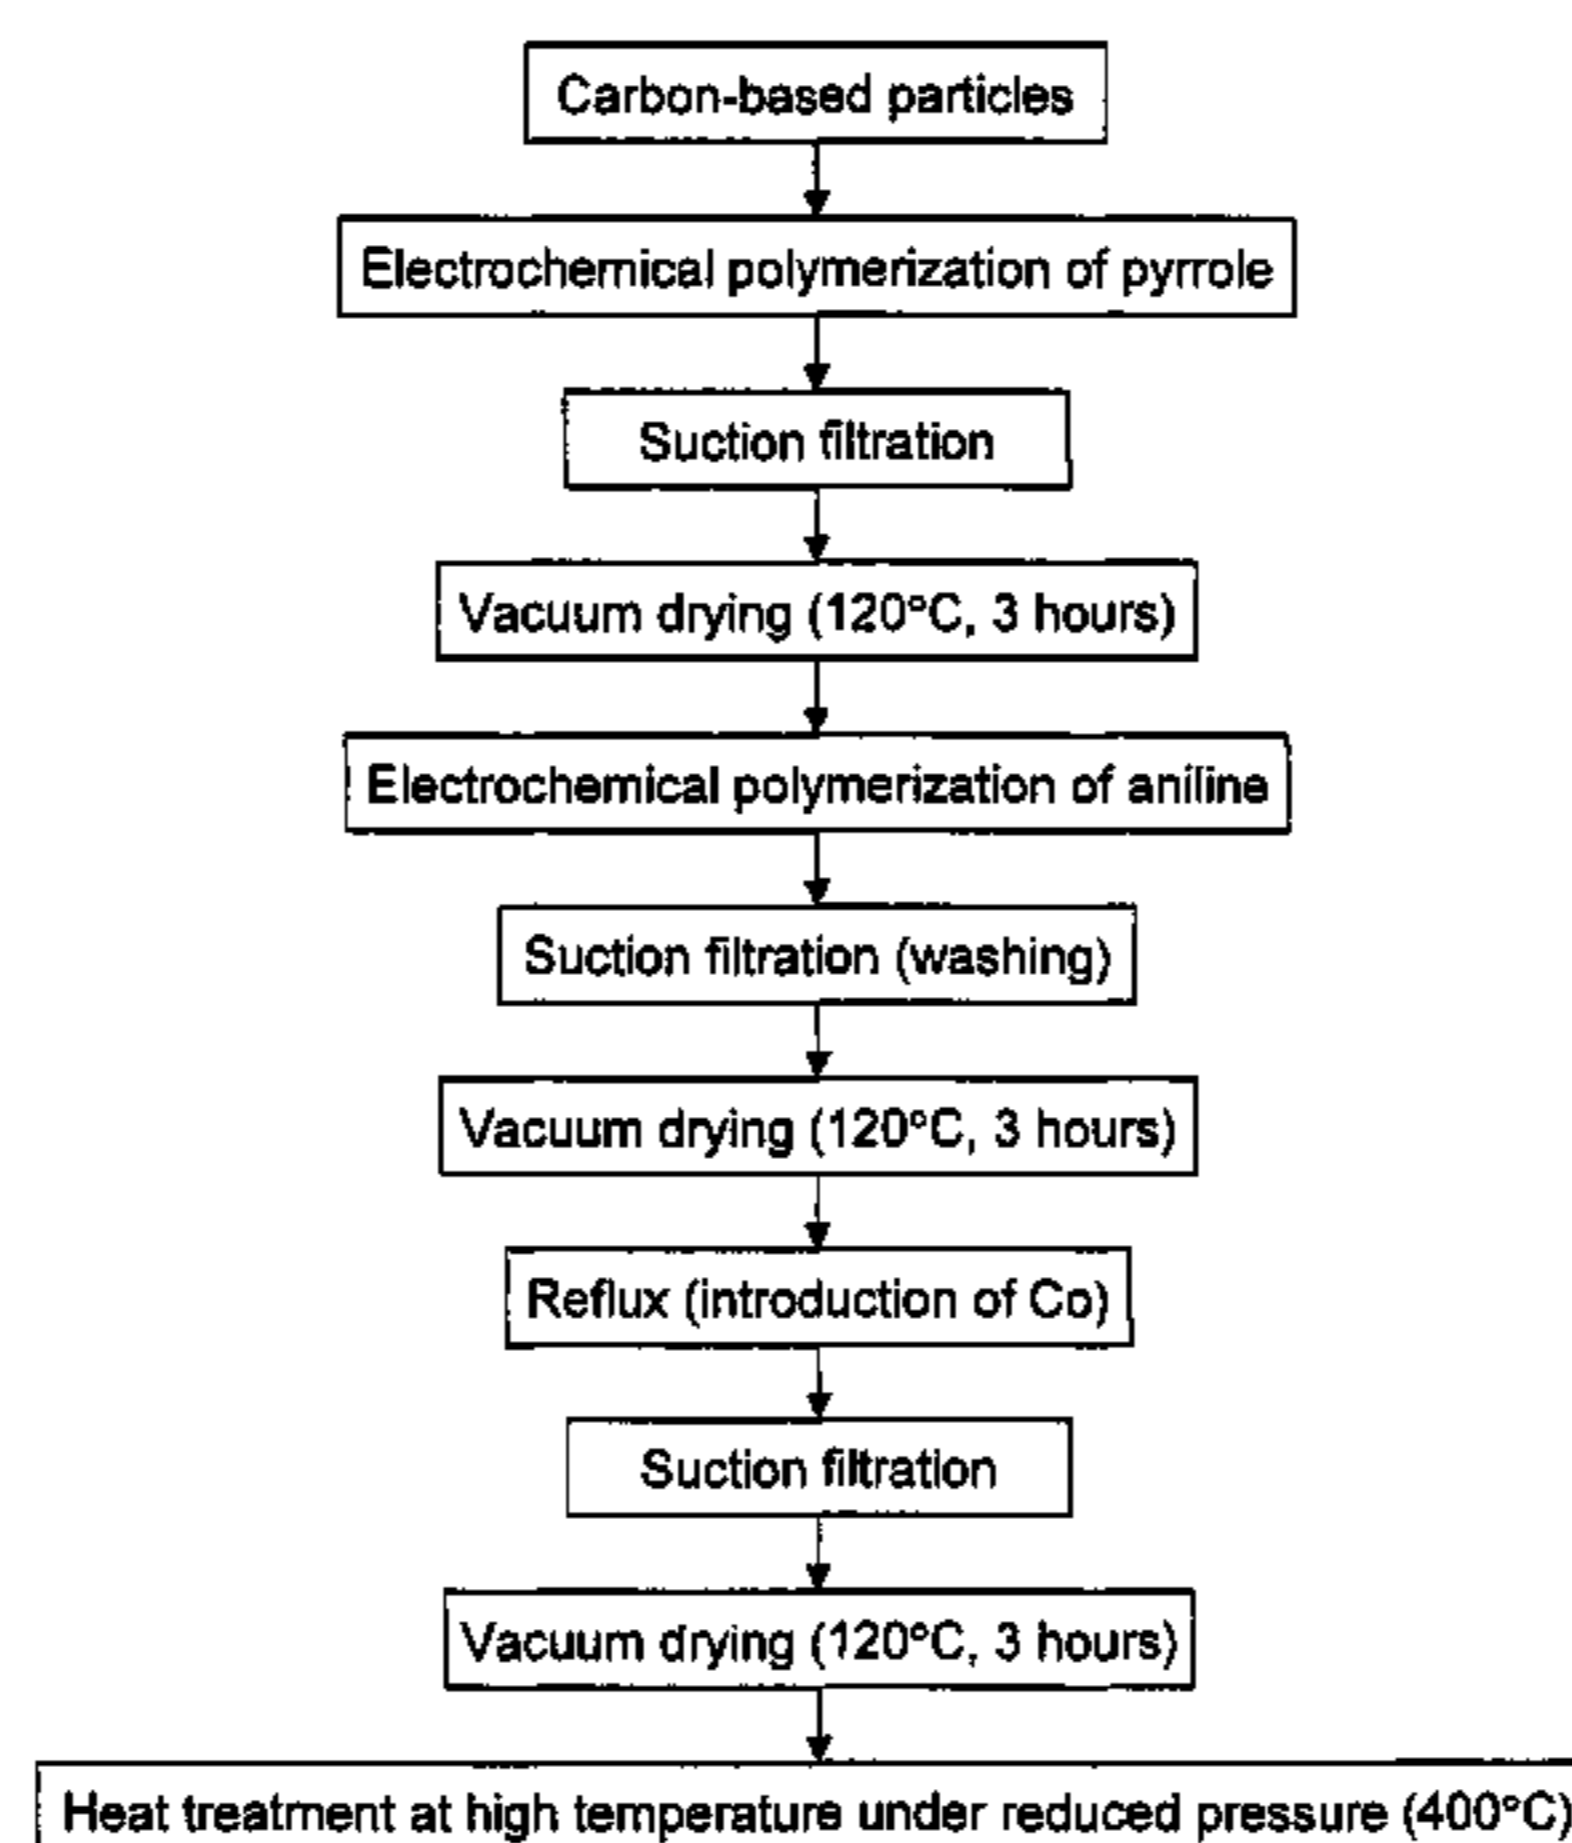 Carbon-based particles
Electrochemical polymerization of pyrrole
Suction filtration
Vacuum drying (120°C, 3 hours)
Electrochemical polymerization of aniline
Suction filtration (washing)
Vacuum drying (120°C, 3 hours)
Reflux (introduction of Co)
Suction filtration
Vacuum drying (120°C, 3 hours)
Heat treatment at high temperature under reduced pressure (400°C)